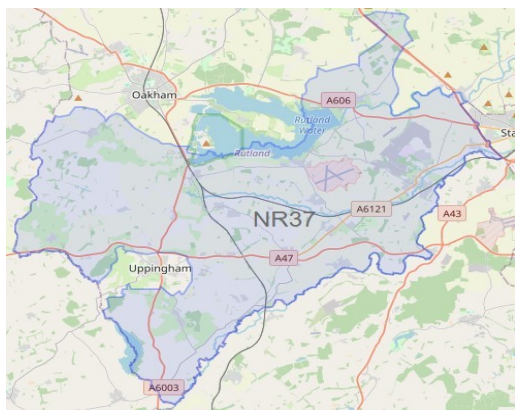 Oakham
A606
Rutland
Water
Rutland
Sta
A6121
A43
NR37
A47
Uppingham
A6003